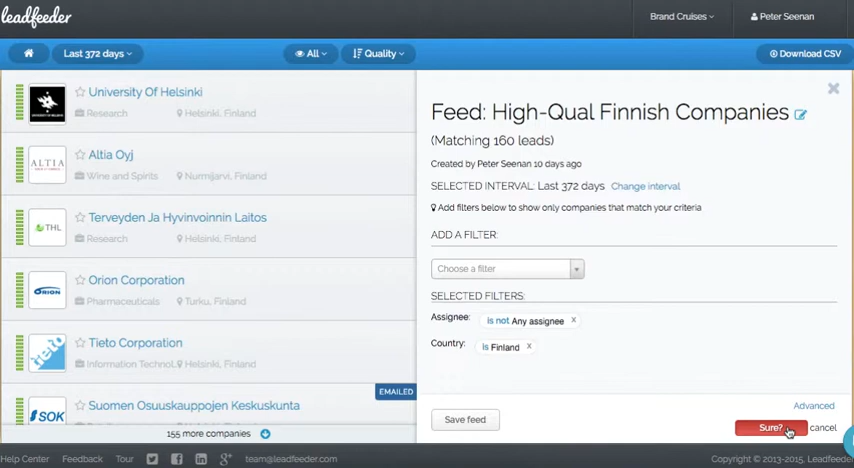 leadfeeder
Brand Cruises
Peter Seenan
Last 372 days
All
Quality
Download CSV
University Of Helsinki
Research
Helsinki, Finland
ALTIA
Altia Oyj
Wine and Spirits
Nurmijarvi, Finland
THL
Terveyden Ja Hyvinvoinnin Laitos
Research
Helsinki, Finland
ORION
Orion Corporation
Pharmaceuticals
Turku, Finland
Tieto
Tieto Corporation
Information Technol
Helsinki, Finland
EMAILED
SOK
Suomen Osuuskauppojen Keskuskunta
155 more companies
Feed: High-Qual Finnish Companies
(Matching 160 leads)
Created by Peter Seenan 10 days ago
SELECTED INTERVAL: Last 372 days Change interval
Add filters below to show only companies that match your criteria
ADD A FILTER:
Choose a filter
SELECTED FILTERS:
Assignee: is not Any assignee x
Country: is Finland x
Advanced
Save feed
Sure? cancel
Help Center Feedback Tour team@leadfeeder.com
Copyright © 2013-2015, Leadfeeder